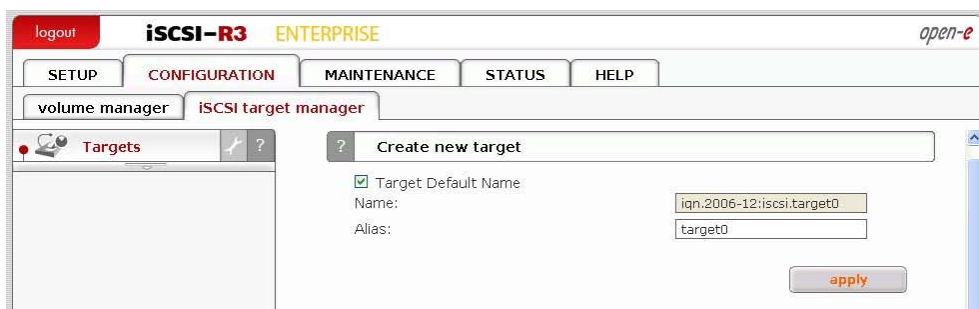 logout iSCSI-R3 ENTERPRISE open-e
SETUP CONFIGURATION MAINTENANCE STATUS HELP
volume manager iSCSI target manager
Targets ?
? Create new target
Target Default Name
Name: iqn.2006-12:iscsi.target0
Alias: target0
apply